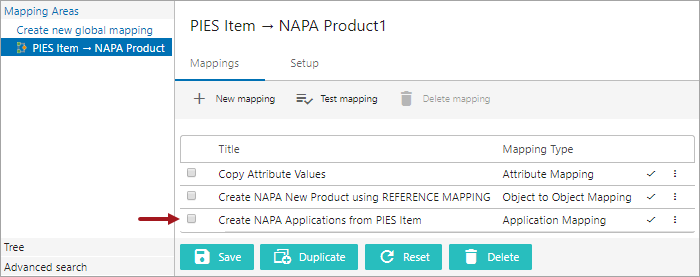 Mapping Areas
Create new global mapping
PIES Item → NAPA Product
Tree
Advanced search
PIES Item → NAPA Product1
Mappings Setup
New mapping Test mapping Delete mapping
Title Mapping Type
Copy Attribute Values Attribute Mapping
Create NAPA New Product using REFERENCE MAPPING Object to Object Mapping
Create NAPA Applications from PIES Item Application Mapping
Save Duplicate Reset Delete